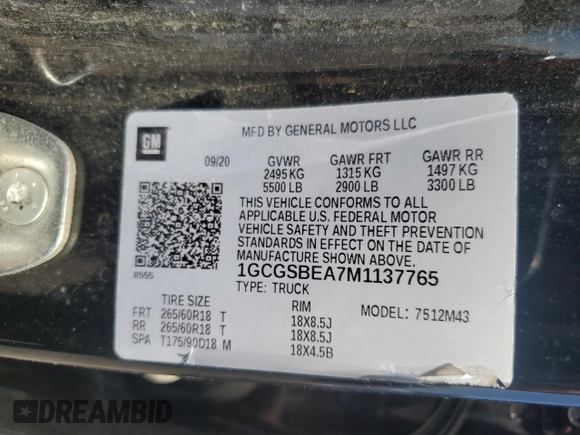 GM
MFD BY GENERAL MOTORS LLC
09/20 GVWR GAWR FRT GAWR RR
2495 KG 1315 KG 1497 KG
5500 LB 2900 LB 3300 LB
THIS VEHICLE CONFORMS TO ALL
APPLICABLE U.S. FEDERAL MOTOR
VEHICLE SAFETY AND THEFT PREVENTION
STANDARDS IN EFFECT ON THE DATE OF
MANUFACTURE SHOWN ABOVE.
8555
1GCGSBEA7M1137765
TYPE: TRUCK
TIRE SIZE RIM MODEL: 7512M43
FRT 265/60R18 T 18X8.5J
RR 265/60R18 T 18X8.5J
SPA T175/90D18 M 18X4.5B
DREAMBID